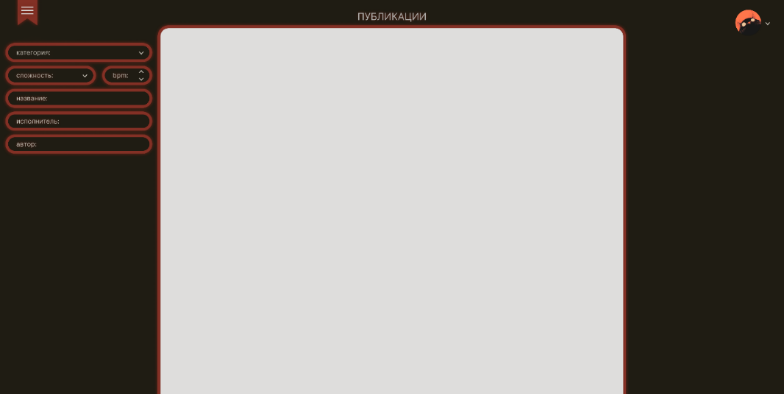 ПУБЛИКАЦИИ
категория:
сложность:
bpm:
название:
исполнитель:
автор: